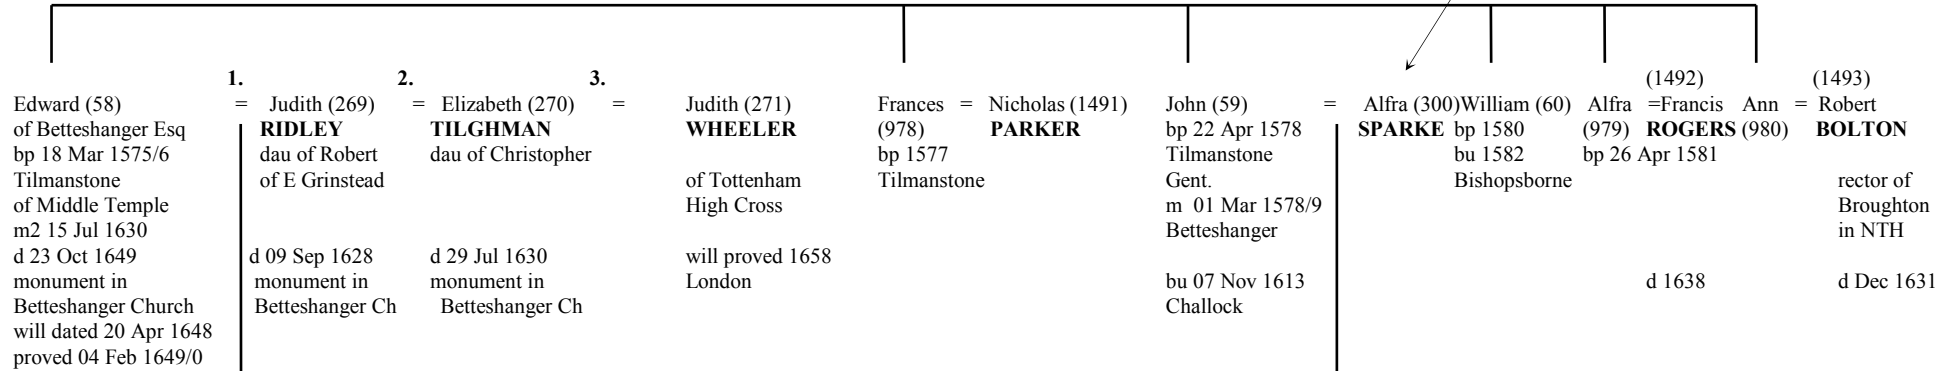 1. 2. 3. (1492) (1493)
Edward (58) = Judith (269) = Elizabeth (270) = Judith (271) Frances = Nicholas (1491) John (59) = Alfra (300)William (60) Alfra =Francis Ann = Robert
of Betteshanger Esq RIDLEY TILGHMAN WHEELER (978) PARKER bp 22 Apr 1578 SPARKE bp 1580 (979) ROGERS (980) BOLTON
bp 18 Mar 1575/6 dau of Robert dau of Christopher bp 1577 Tilmanstone bu 1582 bp 26 Apr 1581
Tilmanstone of E Grinstead of Tottenham Tilmanstone Gent. Bishopsborne rector of
of Middle Temple High Cross m 01 Mar 1578/9 Broughton
m2 15 Jul 1630 Betteshanger in NTH
d 23 Oct 1649 d 09 Sep 1628 d 29 Jul 1630 will proved 1658
monument in monument in monument in London bu 07 Nov 1613 d 1638 d Dec 1631
Betteshanger Church Betteshanger Ch Betteshanger Ch Challock
will dated 20 Apr 1648
proved 04 Feb 1649/0